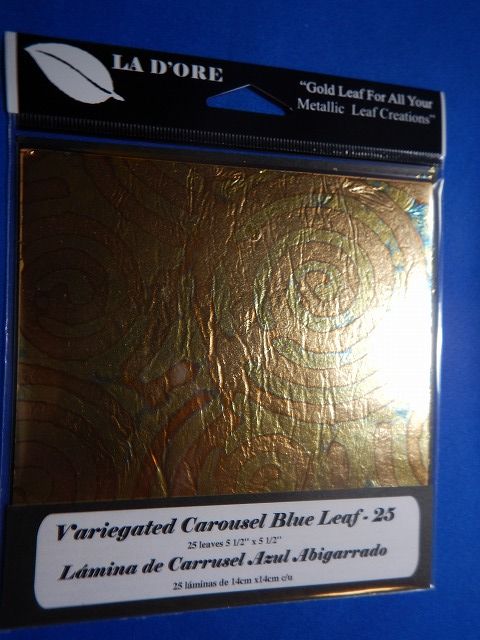 LA D'ORE
"Gold Leaf For All Your
Metallic Leaf Creations"
Variegated Carousel Blue Leaf - 25
25 leaves 5 1/2" x 5 1/2"
Lámina de Carrusel Azul Abigarrado
25 láminas de 14cm x14cm c/u